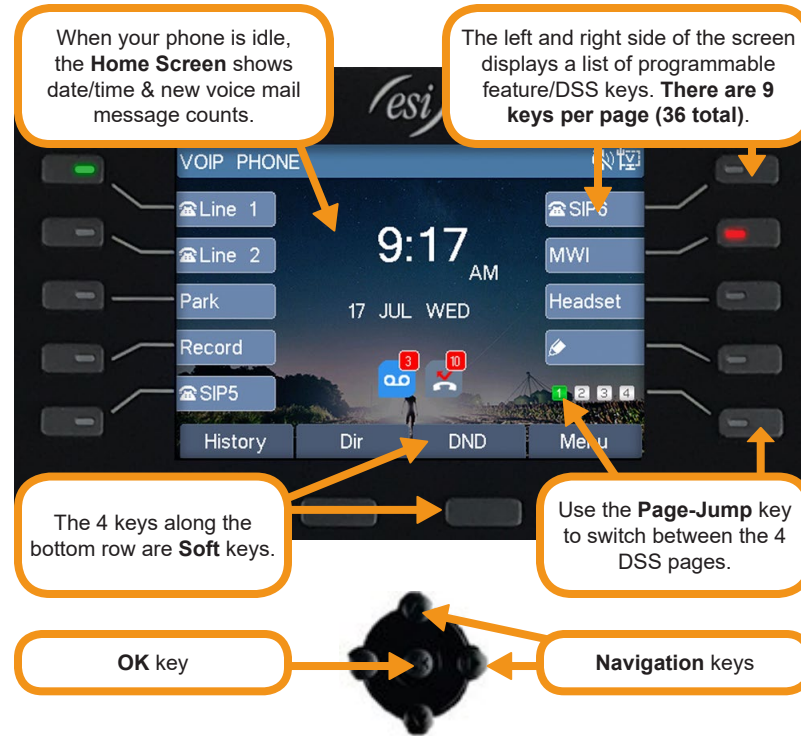 When your phone is idle,
the Home Screen shows
date/time & new voice mail
message counts.
The left and right side of the screen
displays a list of programmable
feature/DSS keys. There are 9
keys per page (36 total).
esi
VOIP PHONE
Line 1
Line 2
Park
Record
SIP5
9:17
AM
17 JUL WED
3
10
SIP6
MWI
Headset
1 2 3 4
History
Dir
DND
Menu
The 4 keys along the
bottom row are Soft keys.
Use the Page-Jump key
to switch between the 4
DSS pages.
OK key
Navigation keys